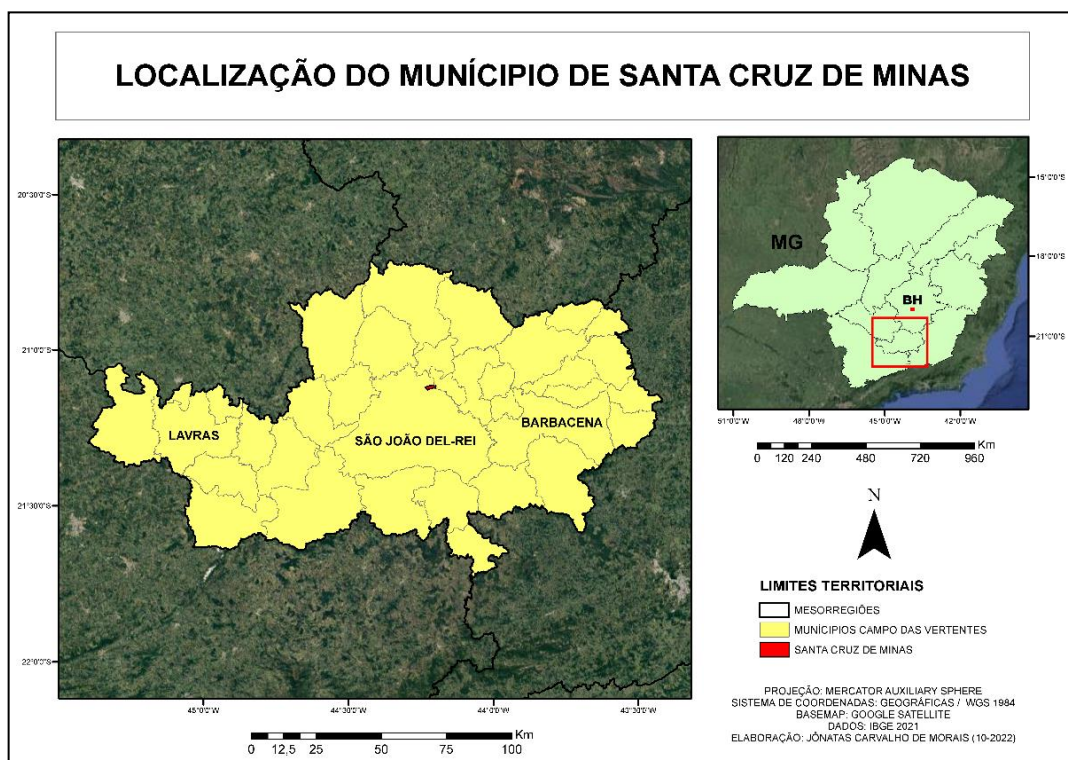 LOCALIZAÇÃO DO MUNÍCIPIO DE SANTA CRUZ DE MINAS
20°30'0"S
21°0'0"S
21°30'0"S
22°0'0"S
LAVRAS
SÃO JOÃO DEL-REI
BARBACENA
45°0'0"W
44°30'0"W
44°0'0"W
43°30'0"W
Km
0 12,5 25 50 75 100
MG
BH
15°0'0"S
18°0'0"S
21°0'0"S
51°0'0"W
48°0'0"W
45°0'0"W
42°0'0"W
Km
0 120 240 480 720 960
N
LIMITES TERRITORIAIS
MESORREGIÕES
MUNÍCIPIOS CAMPO DAS VERTENTES
SANTA CRUZ DE MINAS
PROJEÇÃO: MERCATOR AUXILIARY SPHERE
SISTEMA DE COORDENADAS: GEOGRÁFICAS / WGS 1984
BASEMAP: GOOGLE SATELLITE
DADOS: IBGE 2021
ELABORAÇÃO: JÔNATAS CARVALHO DE MORAIS (10-2022)